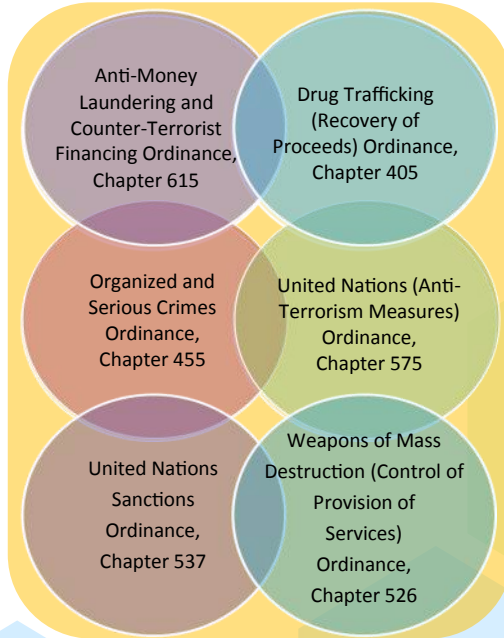 Anti-Money
Laundering and
Counter-Terrorist
Financing Ordinance,
Chapter 615
Drug Trafficking
(Recovery of
Proceeds) Ordinance,
Chapter 405
Organized and
Serious Crimes
Ordinance,
Chapter 455
United Nations (Anti-
Terrorism Measures)
Ordinance,
Chapter 575
United Nations
Sanctions
Ordinance,
Chapter 537
Weapons of Mass
Destruction (Control of
Provision of
Services)
Ordinance,
Chapter 526